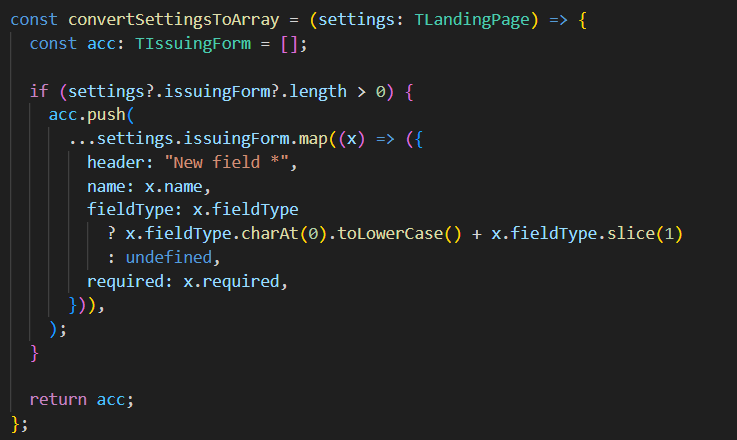 const convertSettingsToArray = (settings: TLandingPage) => {
  const acc: TIssuingForm = [];

  if (settings?.issuingForm?.length > 0) {
    acc.push(
      ...settings.issuingForm.map((x) => ({
        header: "New field *",
        name: x.name,
        fieldType: x.fieldType
          ? x.fieldType.charAt(0).toLowerCase() + x.fieldType.slice(1)
          : undefined,
        required: x.required,
      })),
    );
  }

  return acc;
};